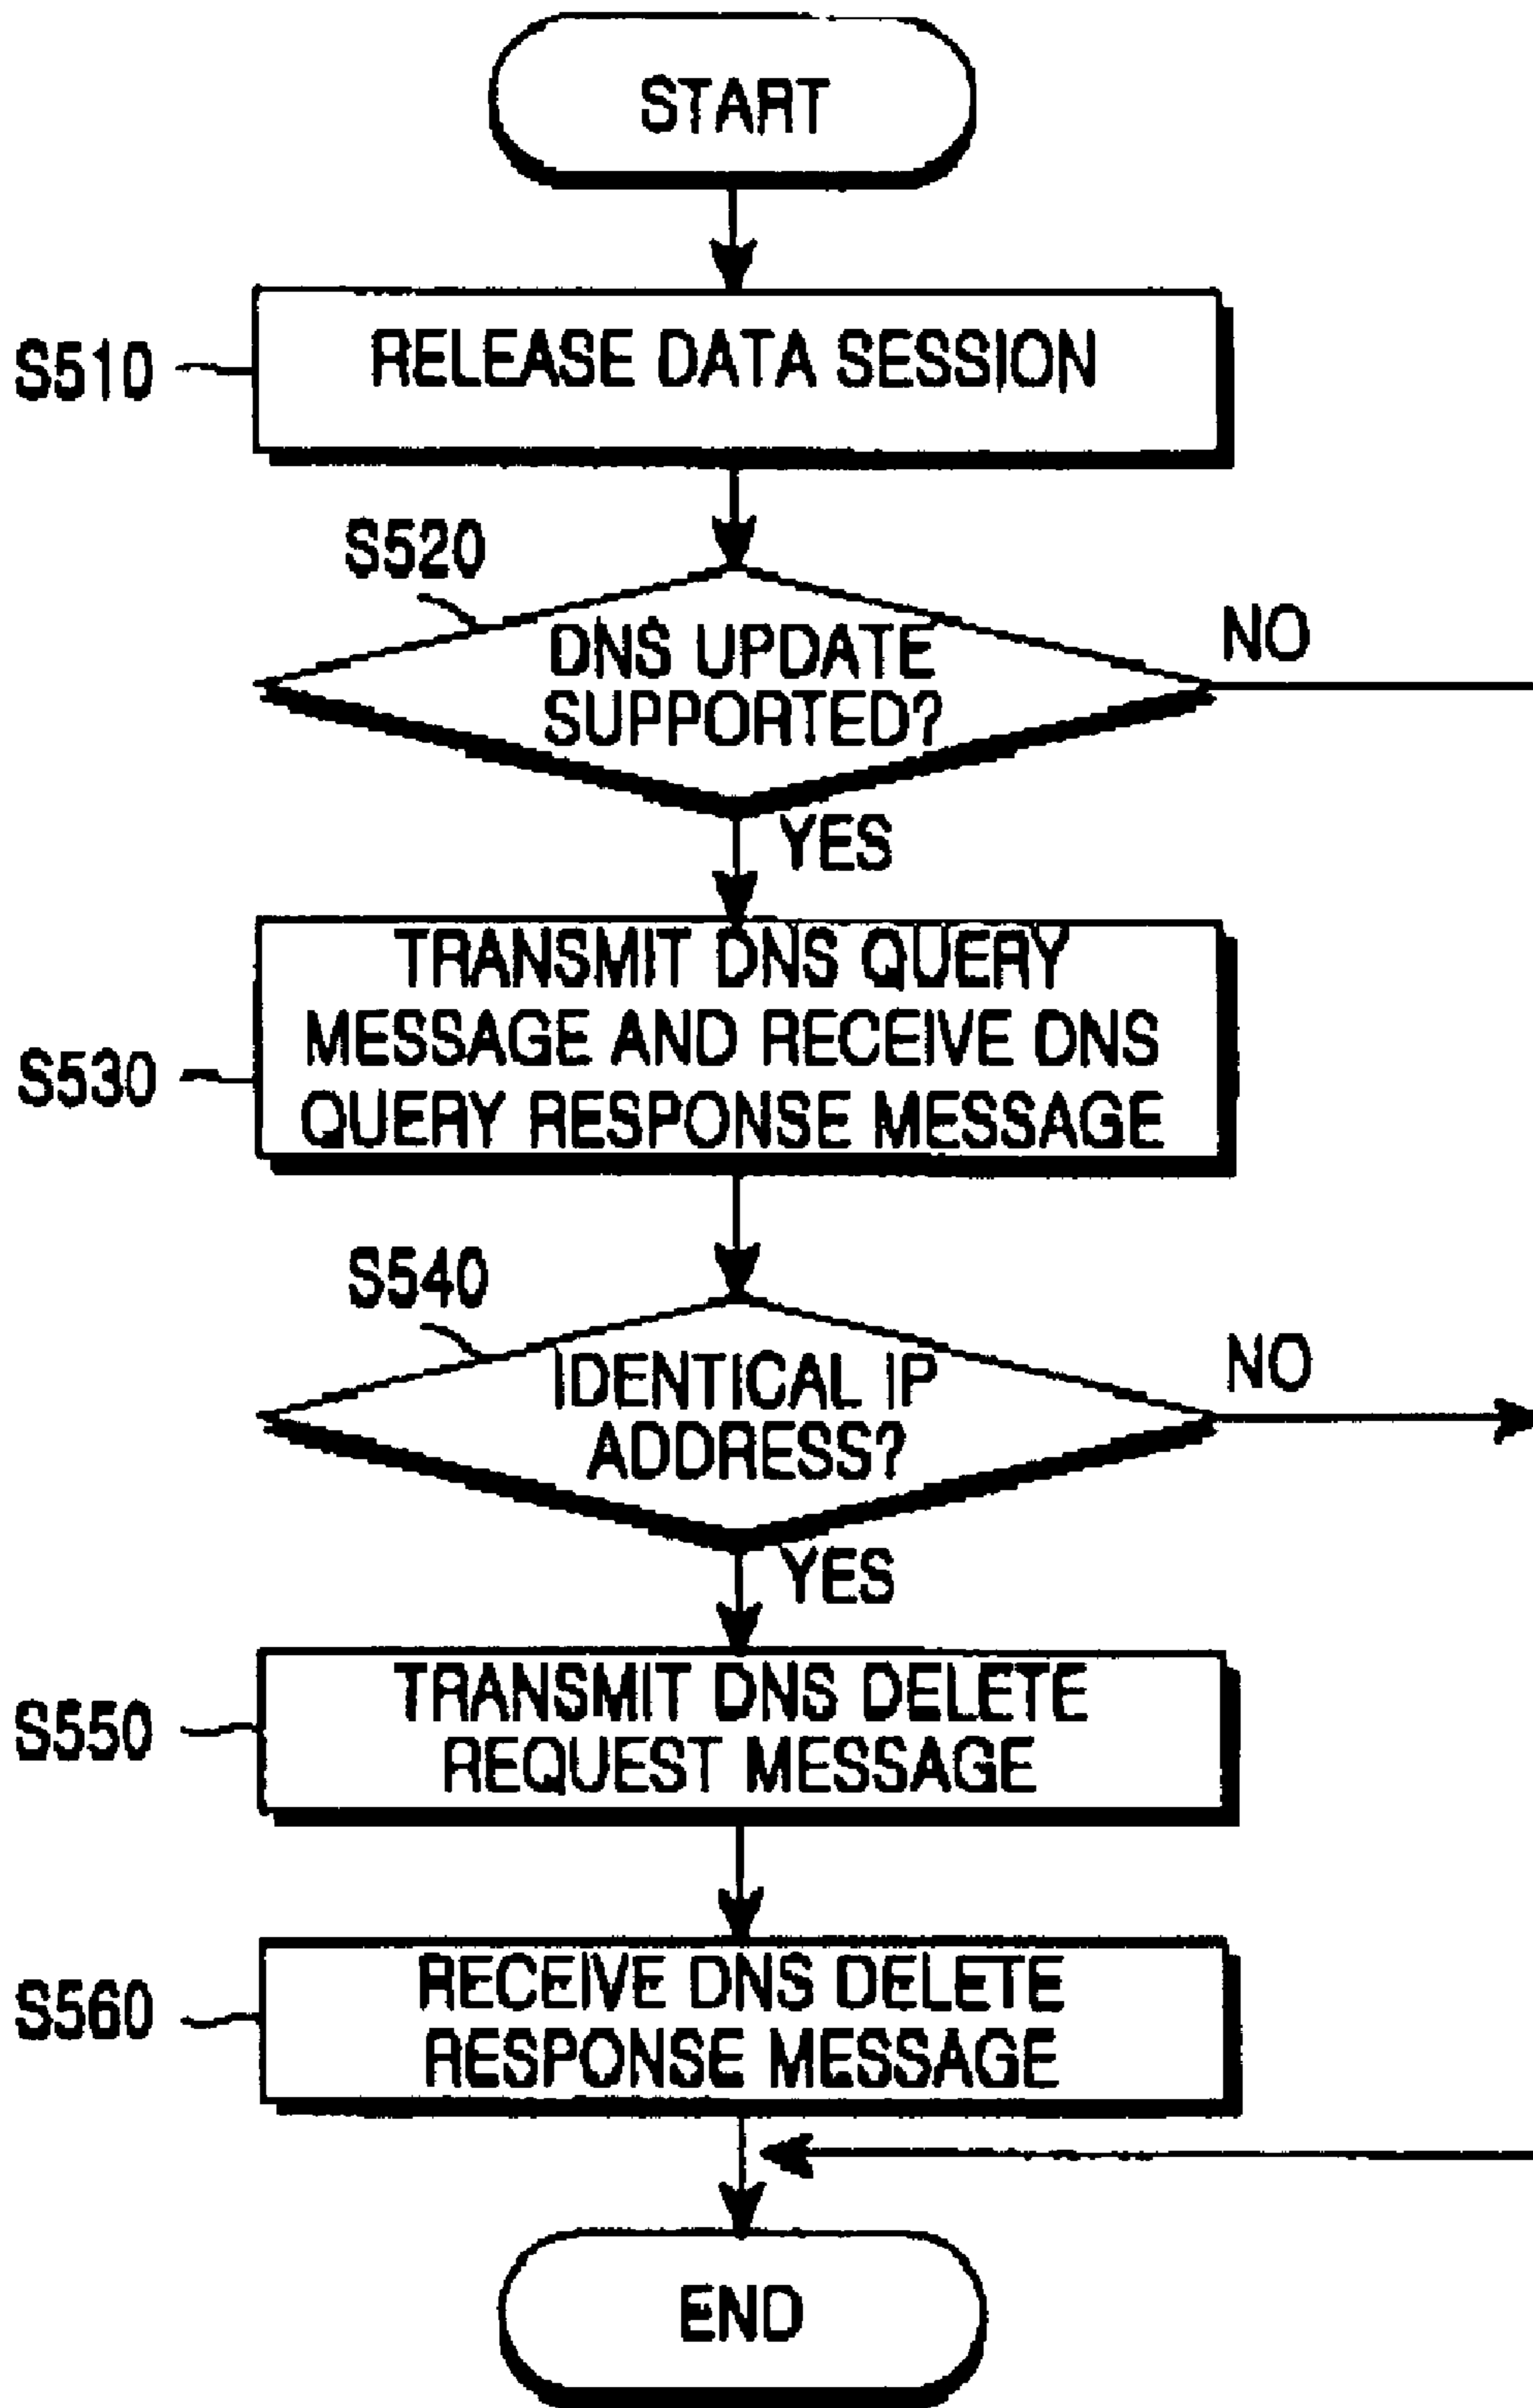 START
S510
RELEASE DATA SESSION
S520
DNS UPDATE
SUPPORTED?
NO
YES
S530
TRANSMIT DNS QUERY
MESSAGE AND RECEIVE DNS
QUERY RESPONSE MESSAGE
S540
IDENTICAL IP
ADDRESS?
NO
YES
S550
TRANSMIT DNS DELETE
REQUEST MESSAGE
S560
RECEIVE DNS DELETE
RESPONSE MESSAGE
END